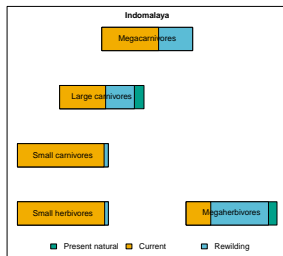 Indomalaya
Megacarnivores
Large carnivores
Small carnivores
Small herbivores
Megaherbivores
Present natural
Current
Rewilding